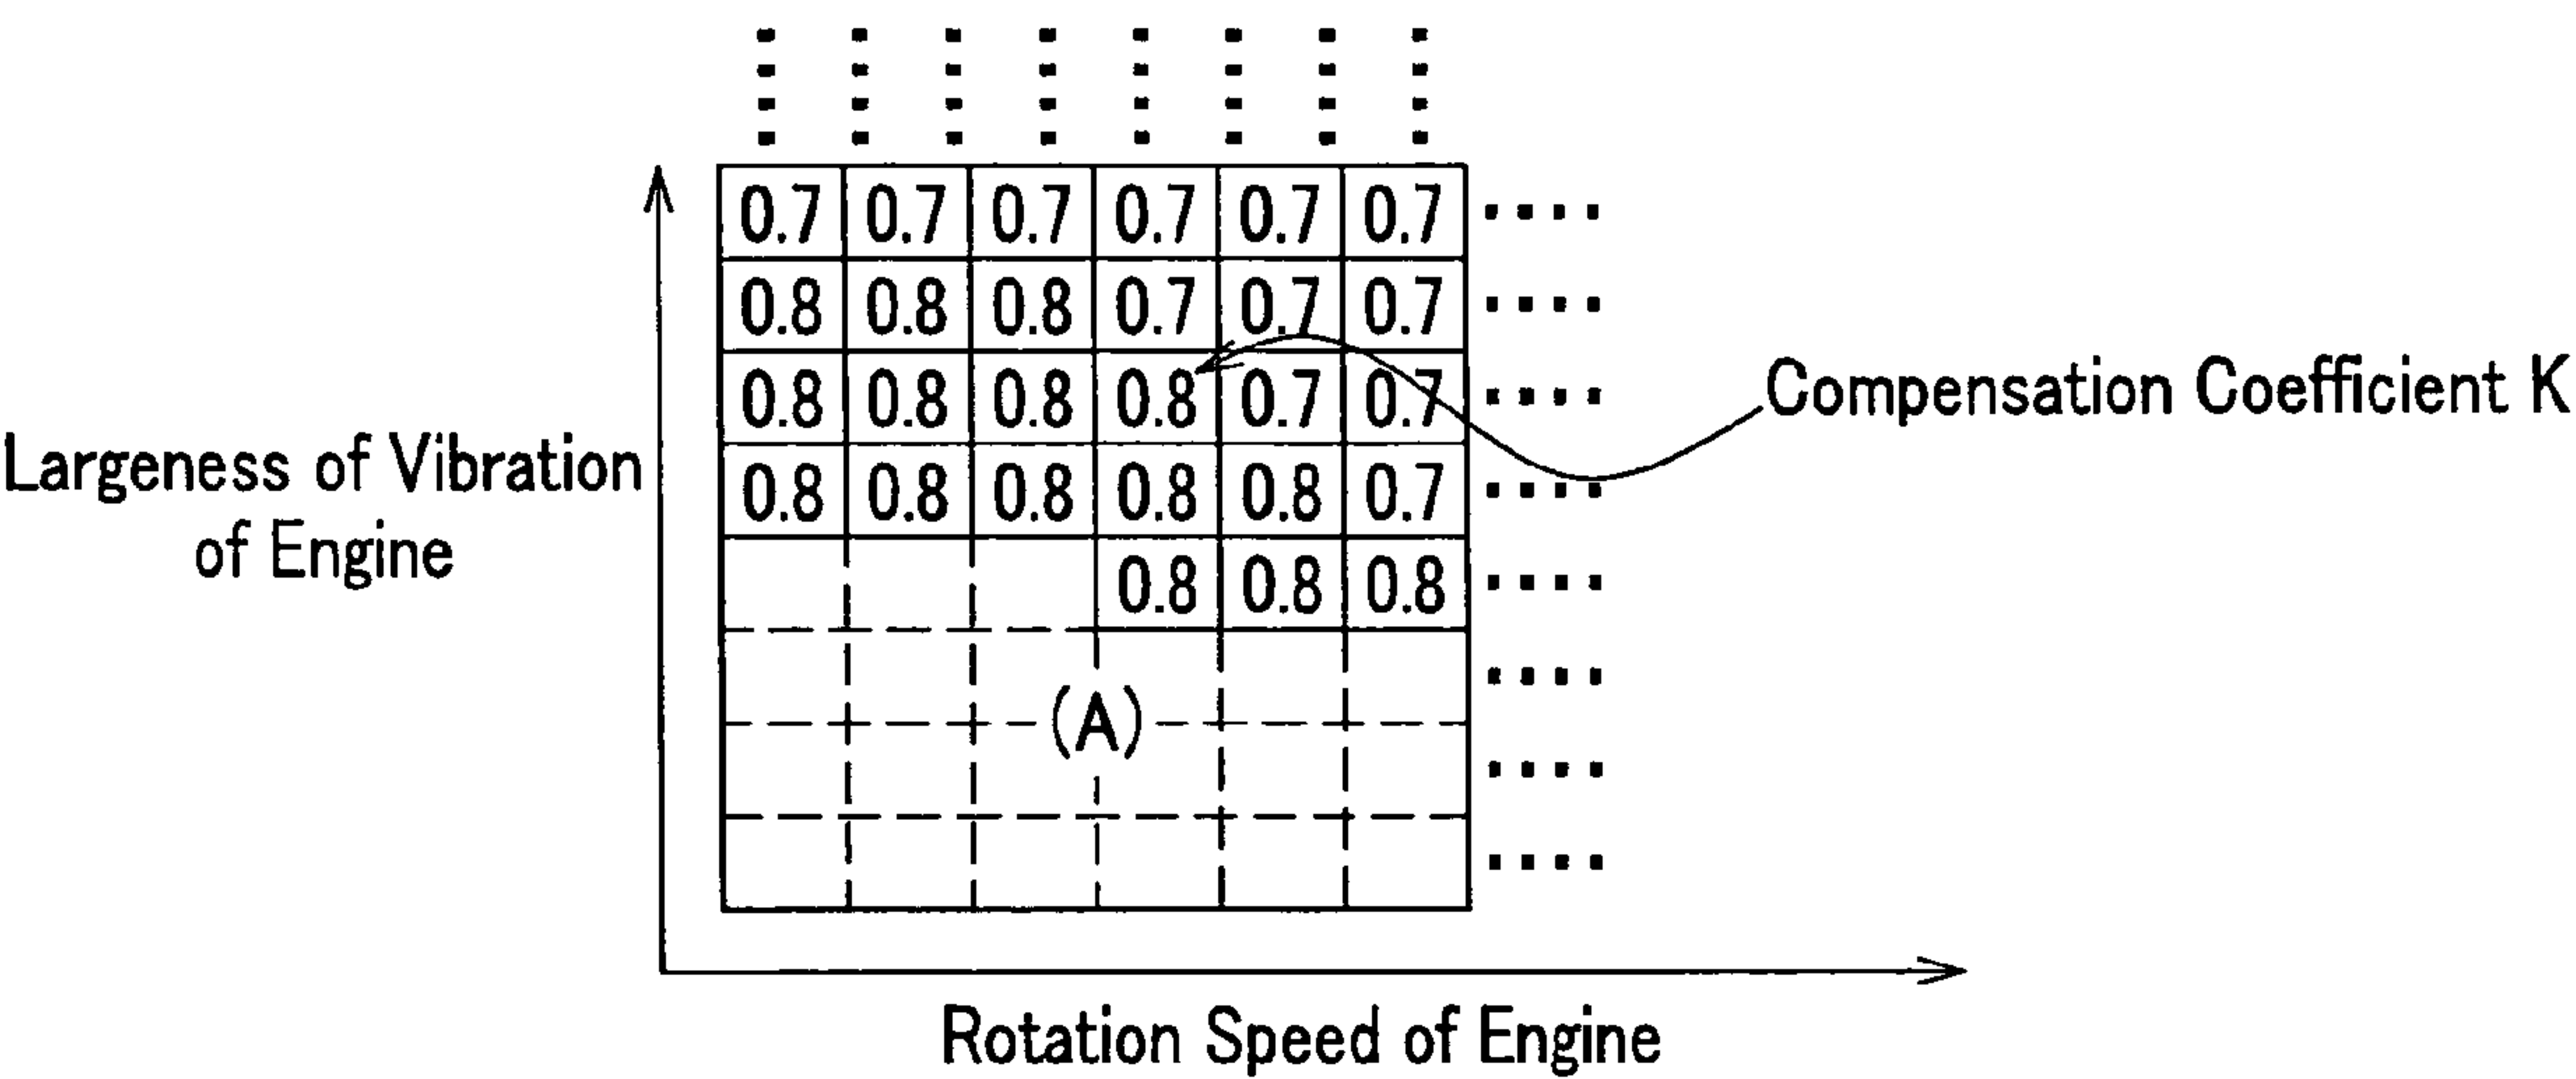 0.7 0.7 0.7 0.7 0.7 0.7
0.8 0.8 0.8 0.7 0.7 0.7
0.8 0.8 0.8 0.8 0.7 0.7
0.8 0.8 0.8 0.8 0.8 0.7
0.8 0.8 0.8
(A)
Compensation Coefficient K
Largeness of Vibration
of Engine
Rotation Speed of Engine